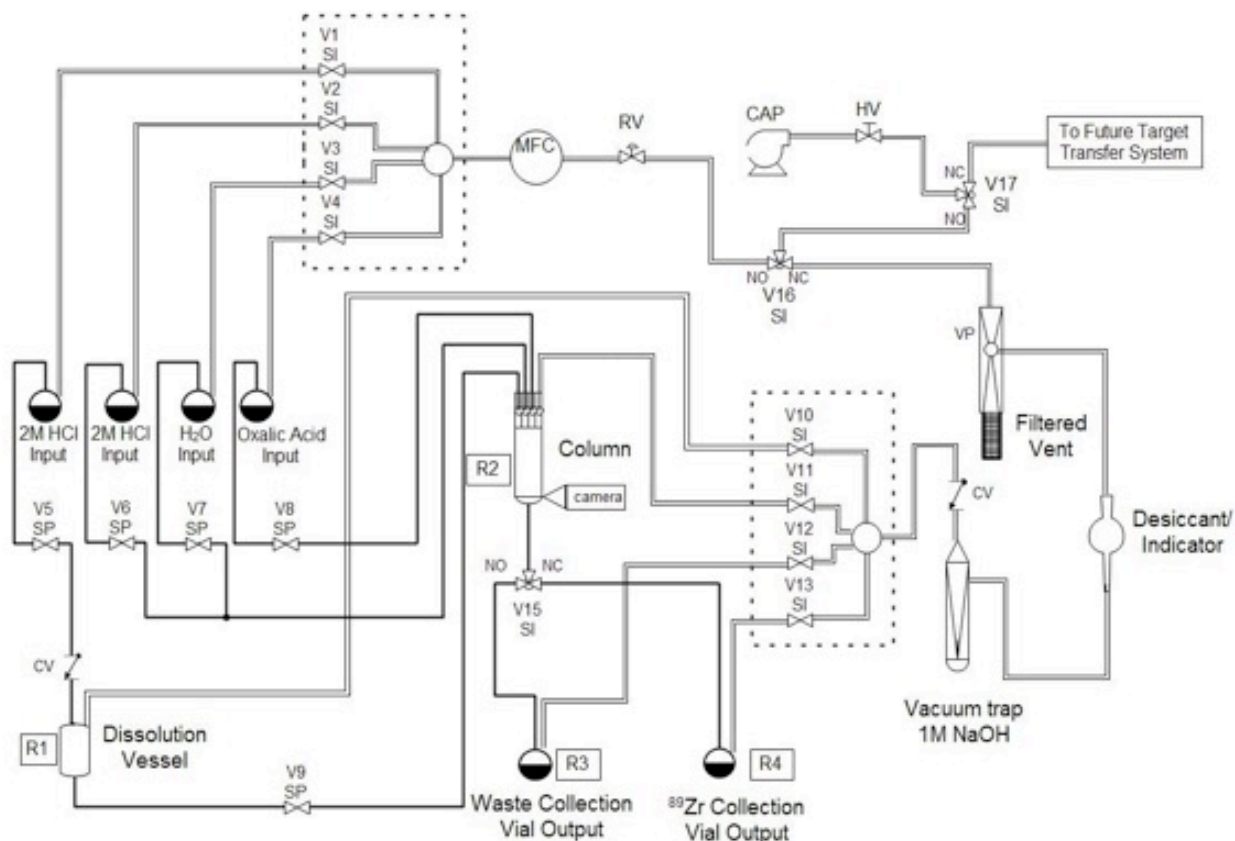 V1
SI
V2
SI
V3
SI
V4
SI
MFC
RV
CAP
HV
To Future Target
Transfer System
NC
V17
SI
NO
NO
NC
V16
SI
VP
Filtered
Vent
2M HCl
Input
2M HCl
Input
H₂O
Input
Oxalic Acid
Input
R2
Column
camera
V10
SI
V11
SI
V12
SI
V13
SI
CV
Desiccant/
Indicator
V5
SP
V6
SP
V7
SP
V8
SP
NO
NC
V15
SI
CV
R1
Dissolution
Vessel
V9
SP
R3
Waste Collection
Vial Output
R4
⁸⁹Zr Collection
Vial Output
Vacuum trap
1M NaOH